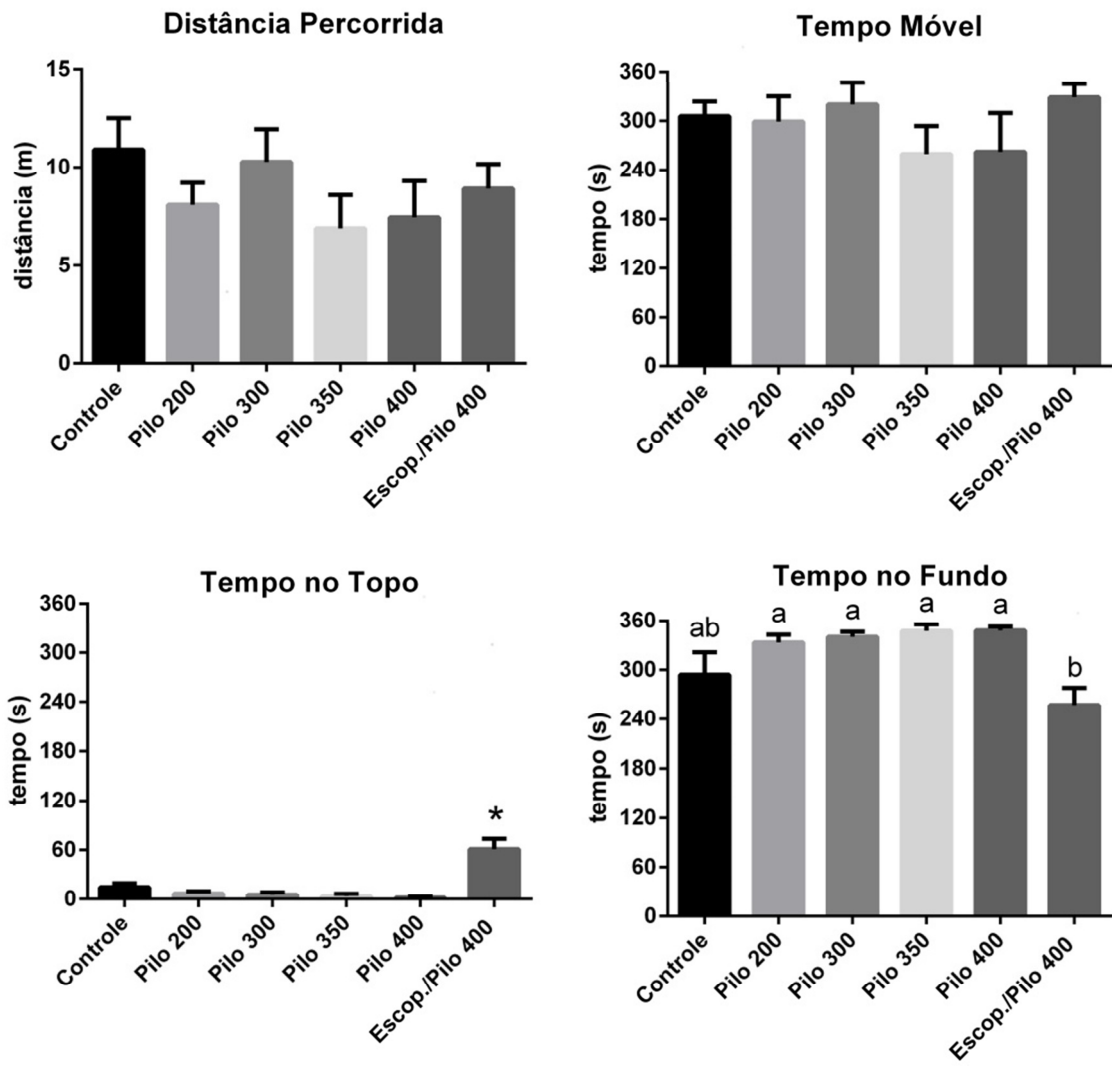 Distância Percorrida
15
10
5
0
distância (m)
Controle
Pilo 200
Pilo 300
Pilo 350
Pilo 400
Escop./Pilo 400
Tempo Móvel
360
300
240
180
120
60
0
tempo (s)
Controle
Pilo 200
Pilo 300
Pilo 350
Pilo 400
Escop./Pilo 400
Tempo no Topo
360
300
240
180
120
60
0
tempo (s)
*
Controle
Pilo 200
Pilo 300
Pilo 350
Pilo 400
Escop./Pilo 400
Tempo no Fundo
360
300
240
180
120
60
0
tempo (s)
ab
a
a
a
a
b
Controle
Pilo 200
Pilo 300
Pilo 350
Pilo 400
Escop./Pilo 400